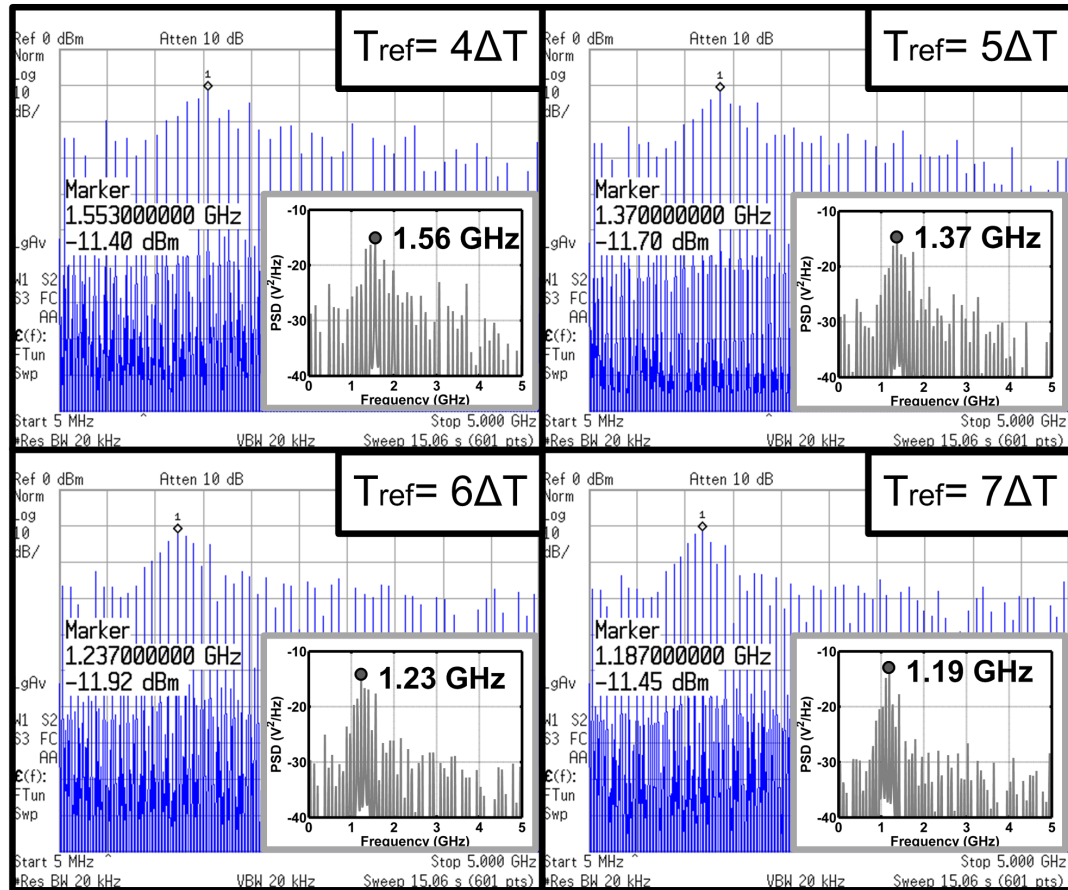 Ref 0 dBm Atten 10 dB
Tref= 4ΔT
Norm
Log
10
dB/
1
Marker
1.553000000 GHz
-11.40 dBm
LgAv
W1 S2
S3 FC
AA
£(f):
FTun
Swp
-10
-20
-30
-40
PSD (V²/Hz)
1.56 GHz
0 1 2 3 4 5
Frequency (GHz)
Start 5 MHz ^ Stop 5.000 GHz
#Res BW 20 kHz VBW 20 kHz Sweep 15.06 s (601 pts)
Ref 0 dBm Atten 10 dB
Tref= 5ΔT
Norm
Log
10
dB/
1
Marker
1.370000000 GHz
-11.70 dBm
LgAv
W1 S2
S3 FC
AA
£(f):
FTun
Swp
-10
-20
-30
-40
PSD (V²/Hz)
1.37 GHz
0 1 2 3 4 5
Frequency (GHz)
Start 5 MHz ^ Stop 5.000 GHz
#Res BW 20 kHz VBW 20 kHz Sweep 15.06 s (601 pts)
Ref 0 dBm Atten 10 dB
Tref= 6ΔT
Norm
Log
10
dB/
1
Marker
1.237000000 GHz
-11.92 dBm
LgAv
W1 S2
S3 FC
AA
£(f):
FTun
Swp
-10
-20
-30
-40
PSD (V²/Hz)
1.23 GHz
0 1 2 3 4 5
Frequency (GHz)
Start 5 MHz ^ Stop 5.000 GHz
#Res BW 20 kHz VBW 20 kHz Sweep 15.06 s (601 pts)
Ref 0 dBm Atten 10 dB
Tref= 7ΔT
Norm
Log
10
dB/
1
Marker
1.187000000 GHz
-11.45 dBm
LgAv
W1 S2
S3 FC
AA
£(f):
FTun
Swp
-10
-20
-30
-40
PSD (V²/Hz)
1.19 GHz
0 1 2 3 4 5
Frequency (GHz)
Start 5 MHz ^ Stop 5.000 GHz
#Res BW 20 kHz VBW 20 kHz Sweep 15.06 s (601 pts)